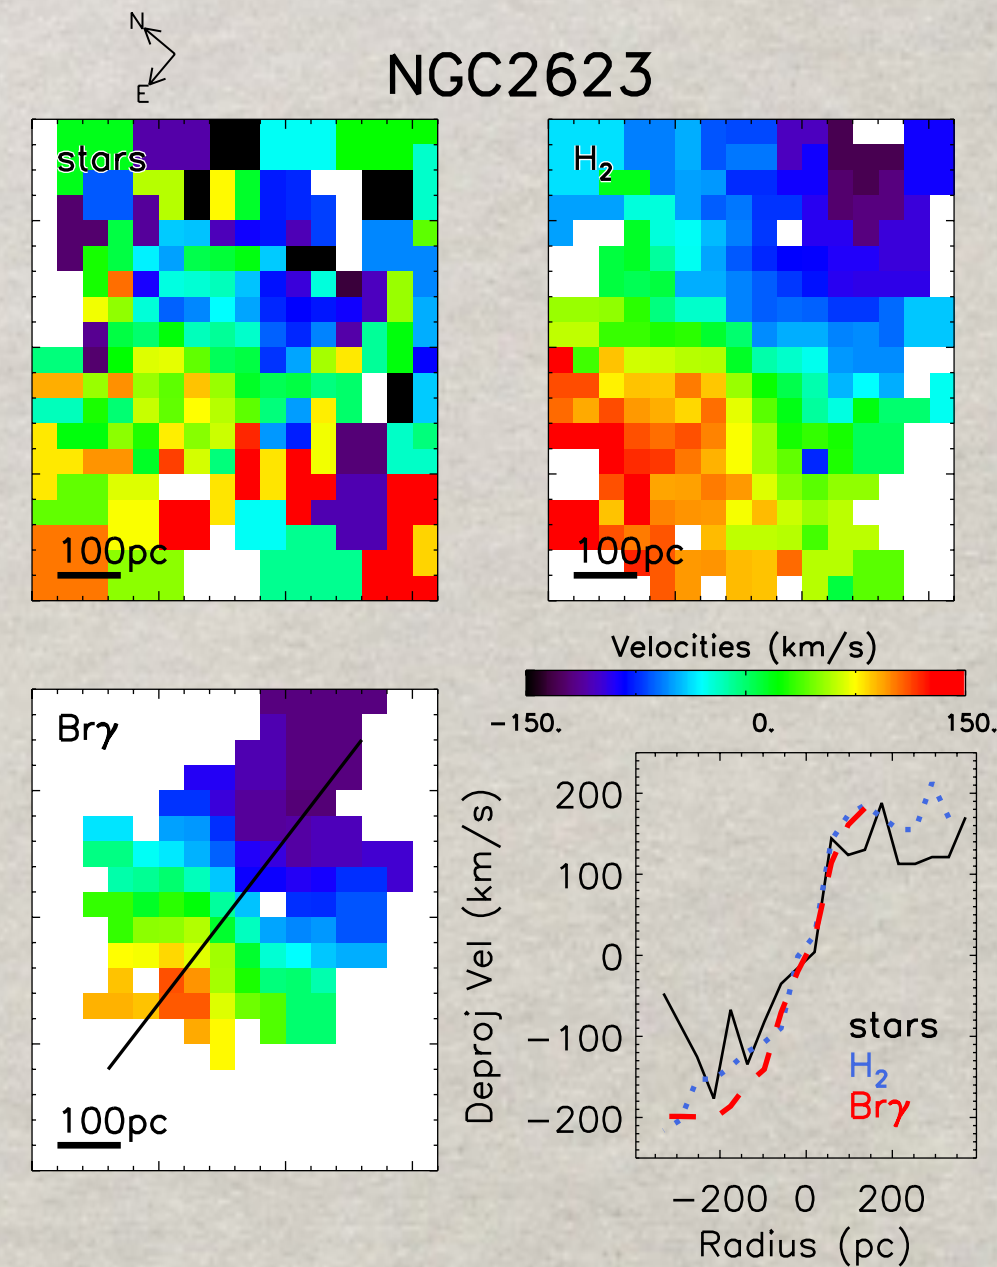 N
E
NGC2623
stars
H₂
100pc
100pc
Velocities (km/s)
-150. 0. 150.
Brγ
100pc
Deproj Vel (km/s)
200
100
0
-100
-200
stars
H₂
Brγ
-200 0 200
Radius (pc)